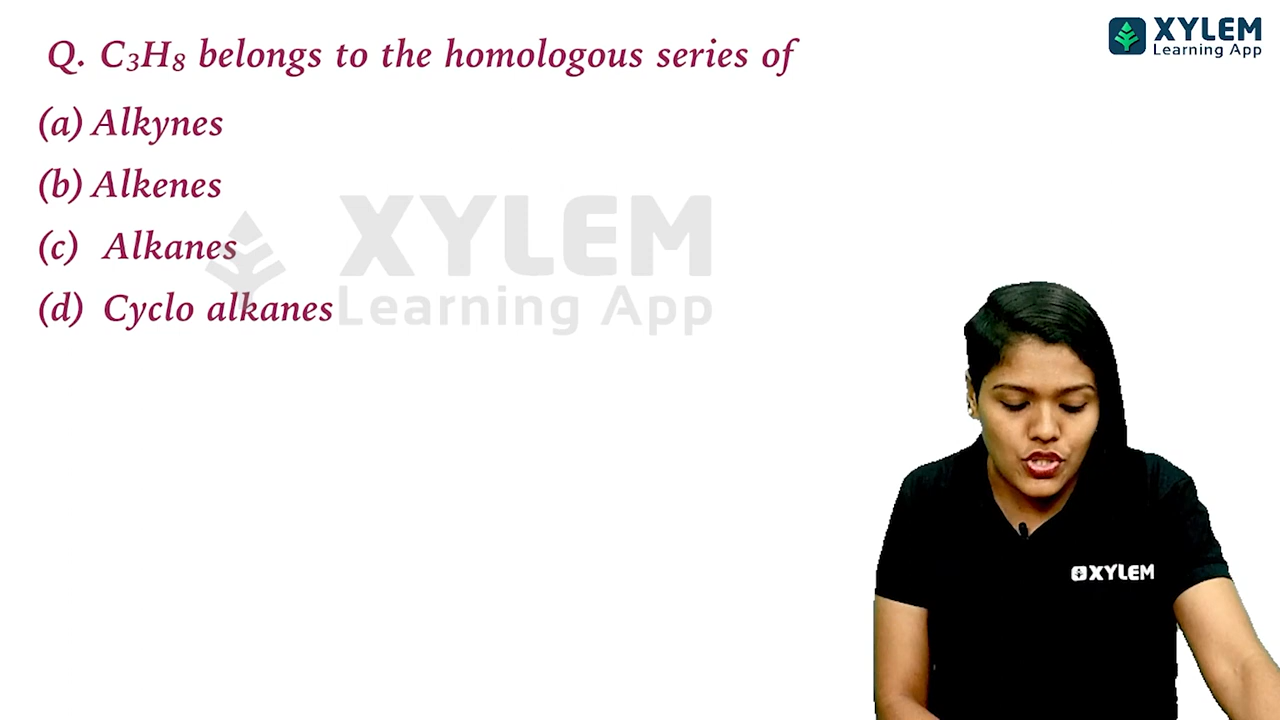 Q. C₃H₈ belongs to the homologous series of
(a) Alkynes
(b) Alkenes
(c) Alkanes
(d) Cyclo alkanes
XYLEM
Learning App
XYLEM
Learning App
XYLEM